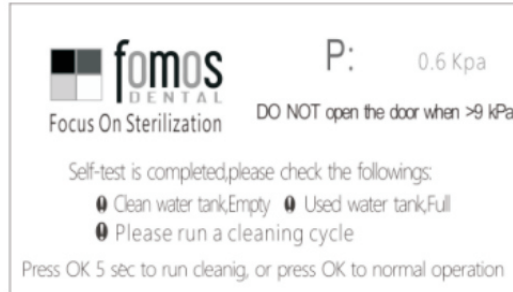 fomos
DENTAL
Focus On Sterilization
P: 0.6 Kpa
DO NOT open the door when >9 kPa
Self-test is completed,please check the followings:
Clean water tank,Empty Used water tank,Full
Please run a cleaning cycle
Press OK 5 sec to run cleanig, or press OK to normal operation